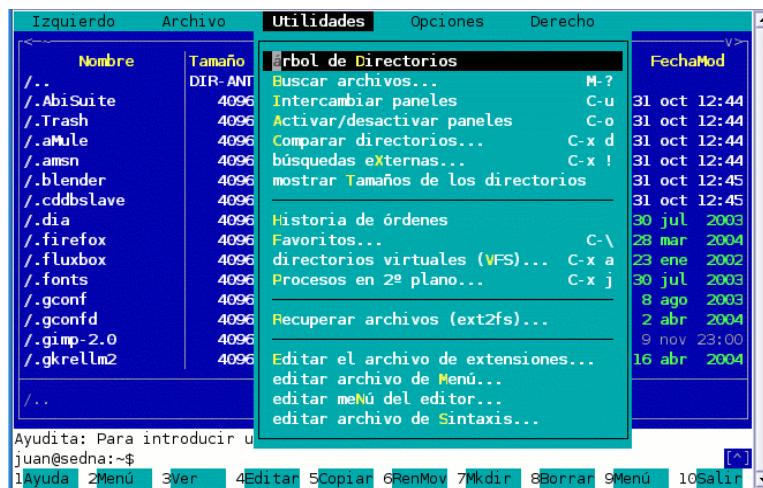 Izquierdo Archivo Utilidades Opciones Derecho
<-~ v>
Nombre Tamaño Árbol de Directorios FechaMod
/.. DIR-ANT Buscar archivos... M-?
/.AbiSuite 4096 Intercambiar paneles C-u 31 oct 12:44
/.Trash 4096 Activar/desactivar paneles C-o 31 oct 12:44
/.aMule 4096 Comparar directorios... C-x d 31 oct 12:44
/.amsn 4096 búsquedas eXternas... C-x ! 31 oct 12:44
/.blender 4096 mostrar Tamaños de los directorios 31 oct 12:45
/.cddbslave 4096 31 oct 12:45
/.dia 4096 Historia de órdenes 30 jul 2003
/.firefox 4096 Favoritos... C-\ 28 mar 2004
/.fluxbox 4096 directorios virtuales (VFS)... C-x a 23 ene 2002
/.fonts 4096 Procesos en 2º plano... C-x j 30 jul 2003
/.gconf 4096 8 ago 2003
/.gconfd 4096 Recuperar archivos (ext2fs)... 2 abr 2004
/.gimp-2.0 4096 9 nov 23:00
/.gkrellm2 4096 Editar el archivo de extensiones... 16 abr 2004
editar archivo de Menú...
/.. editar meNú del editor...
editar archivo de Sintaxis...
Ayudita: Para introducir u
juan@sedna:~$ [^]
1Ayuda 2Menú 3Ver 4Editar 5Copiar 6RenMov 7Mkdir 8Borrar 9Menú 10Salir